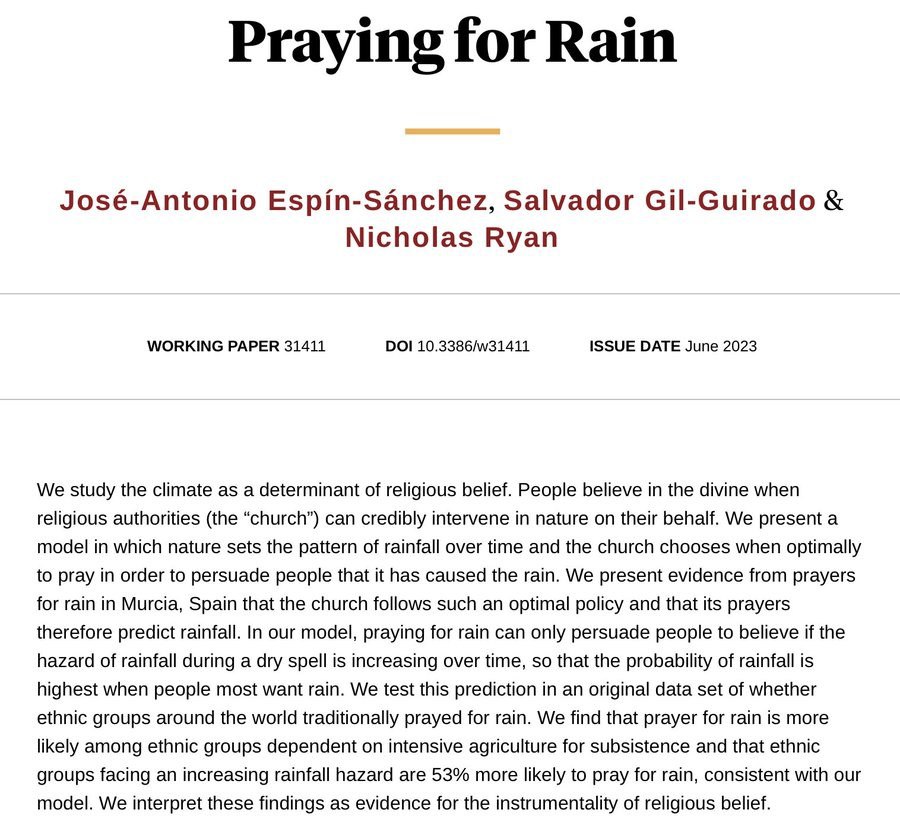 Praying for Rain
José-Antonio Espín-Sánchez, Salvador Gil-Guirado &
Nicholas Ryan
WORKING PAPER 31411 DOI 10.3386/w31411 ISSUE DATE June 2023
We study the climate as a determinant of religious belief. People believe in the divine when
religious authorities (the “church”) can credibly intervene in nature on their behalf. We present a
model in which nature sets the pattern of rainfall over time and the church chooses when optimally
to pray in order to persuade people that it has caused the rain. We present evidence from prayers
for rain in Murcia, Spain that the church follows such an optimal policy and that its prayers
therefore predict rainfall. In our model, praying for rain can only persuade people to believe if the
hazard of rainfall during a dry spell is increasing over time, so that the probability of rainfall is
highest when people most want rain. We test this prediction in an original data set of whether
ethnic groups around the world traditionally prayed for rain. We find that prayer for rain is more
likely among ethnic groups dependent on intensive agriculture for subsistence and that ethnic
groups facing an increasing rainfall hazard are 53% more likely to pray for rain, consistent with our
model. We interpret these findings as evidence for the instrumentality of religious belief.